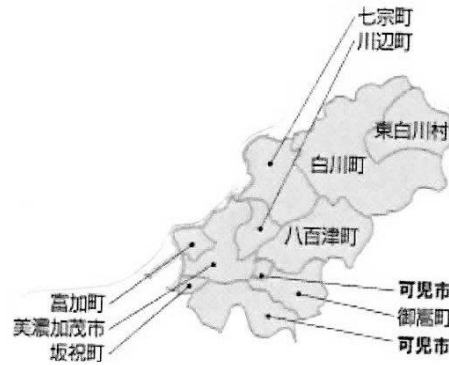 七宗町
川辺町
東白川村
白川町
八百津町
富加町
美濃加茂市
坂祝町
可児市
御嵩町
可児市